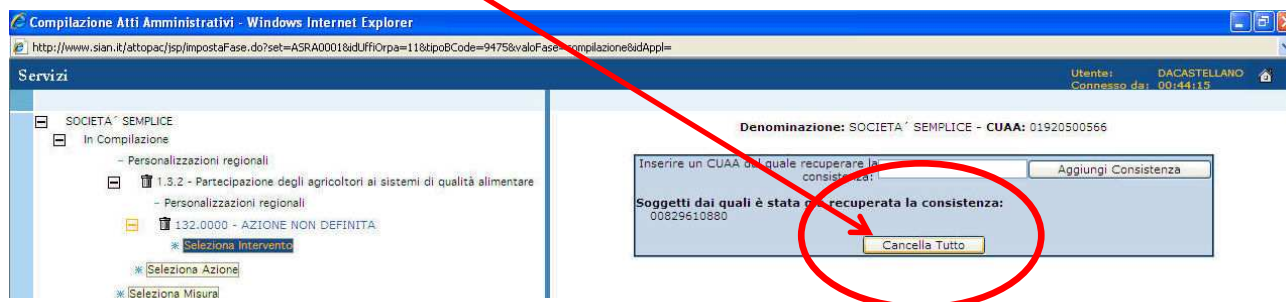 Compilazione Atti Amministrativi - Windows Internet Explorer
http://www.sian.it/attopac/jsp/impostaFase.do?set=ASRA0001&idUffiOrpa=11&tipoBCode=9475&valoFase=compilazione&idAppl=
Servizi
Utente: DACASTELLANO
Connesso da: 00:44:15
SOCIETA´ SEMPLICE
In Compilazione
- Personalizzazioni regionali
1.3.2 - Partecipazione degli agricoltori ai sistemi di qualità alimentare
- Personalizzazioni regionali
132.0000 - AZIONE NON DEFINITA
Seleziona Intervento
Seleziona Azione
Seleziona Misura
Denominazione: SOCIETA´ SEMPLICE - CUAA: 01920500566
Inserire un CUAA dal quale recuperare la
consistenza:
Aggiungi Consistenza
Soggetti dai quali è stata già recuperata la consistenza:
00829610880
Cancella Tutto